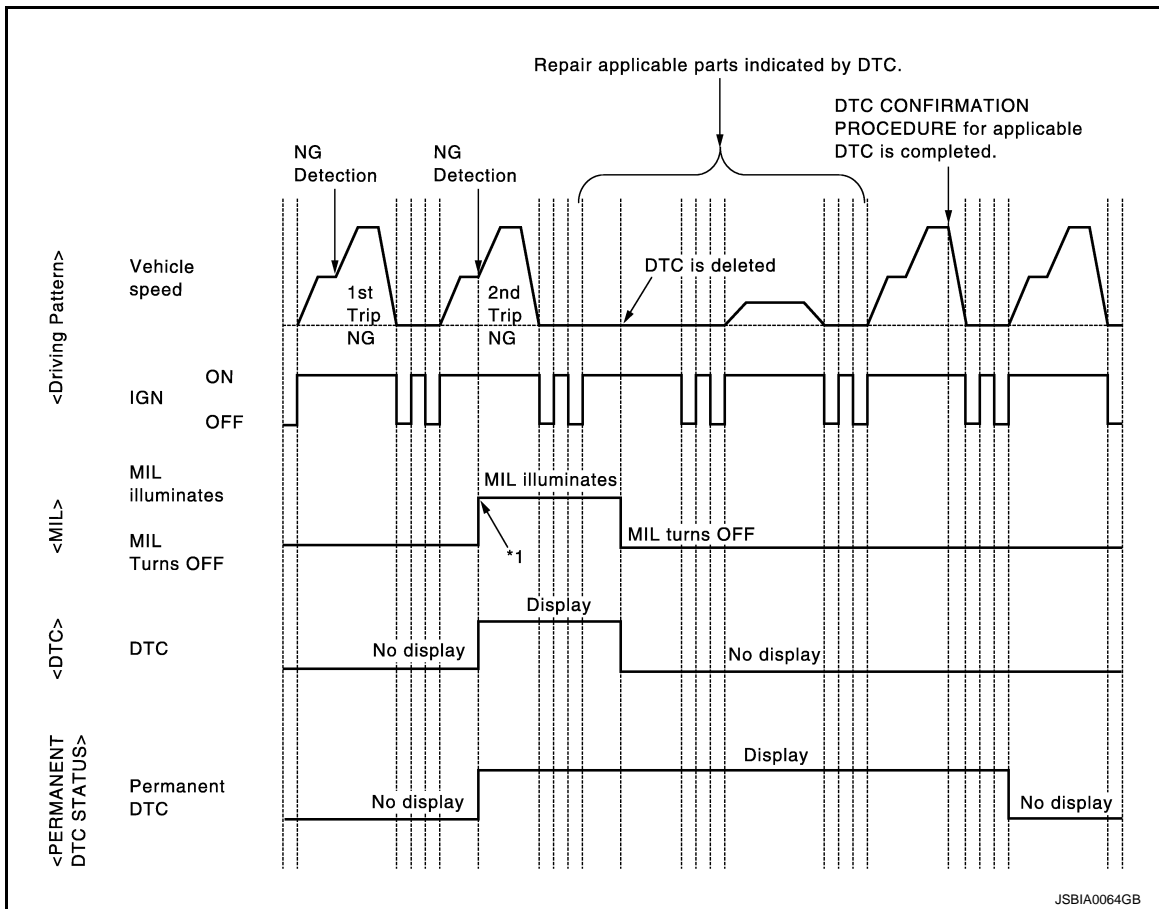 Repair applicable parts indicated by DTC.
DTC CONFIRMATION
PROCEDURE for applicable
DTC is completed.
NG
Detection
NG
Detection
<Driving Pattern>
Vehicle
speed
1st
Trip
NG
2nd
Trip
NG
DTC is deleted
IGN
ON
OFF
<MIL>
MIL
illuminates
MIL
Turns OFF
MIL illuminates
*1
MIL turns OFF
<DTC>
DTC
No display
Display
No display
<PERMANENT
DTC STATUS>
Permanent
DTC
No display
Display
No display
JSBIA0064GB